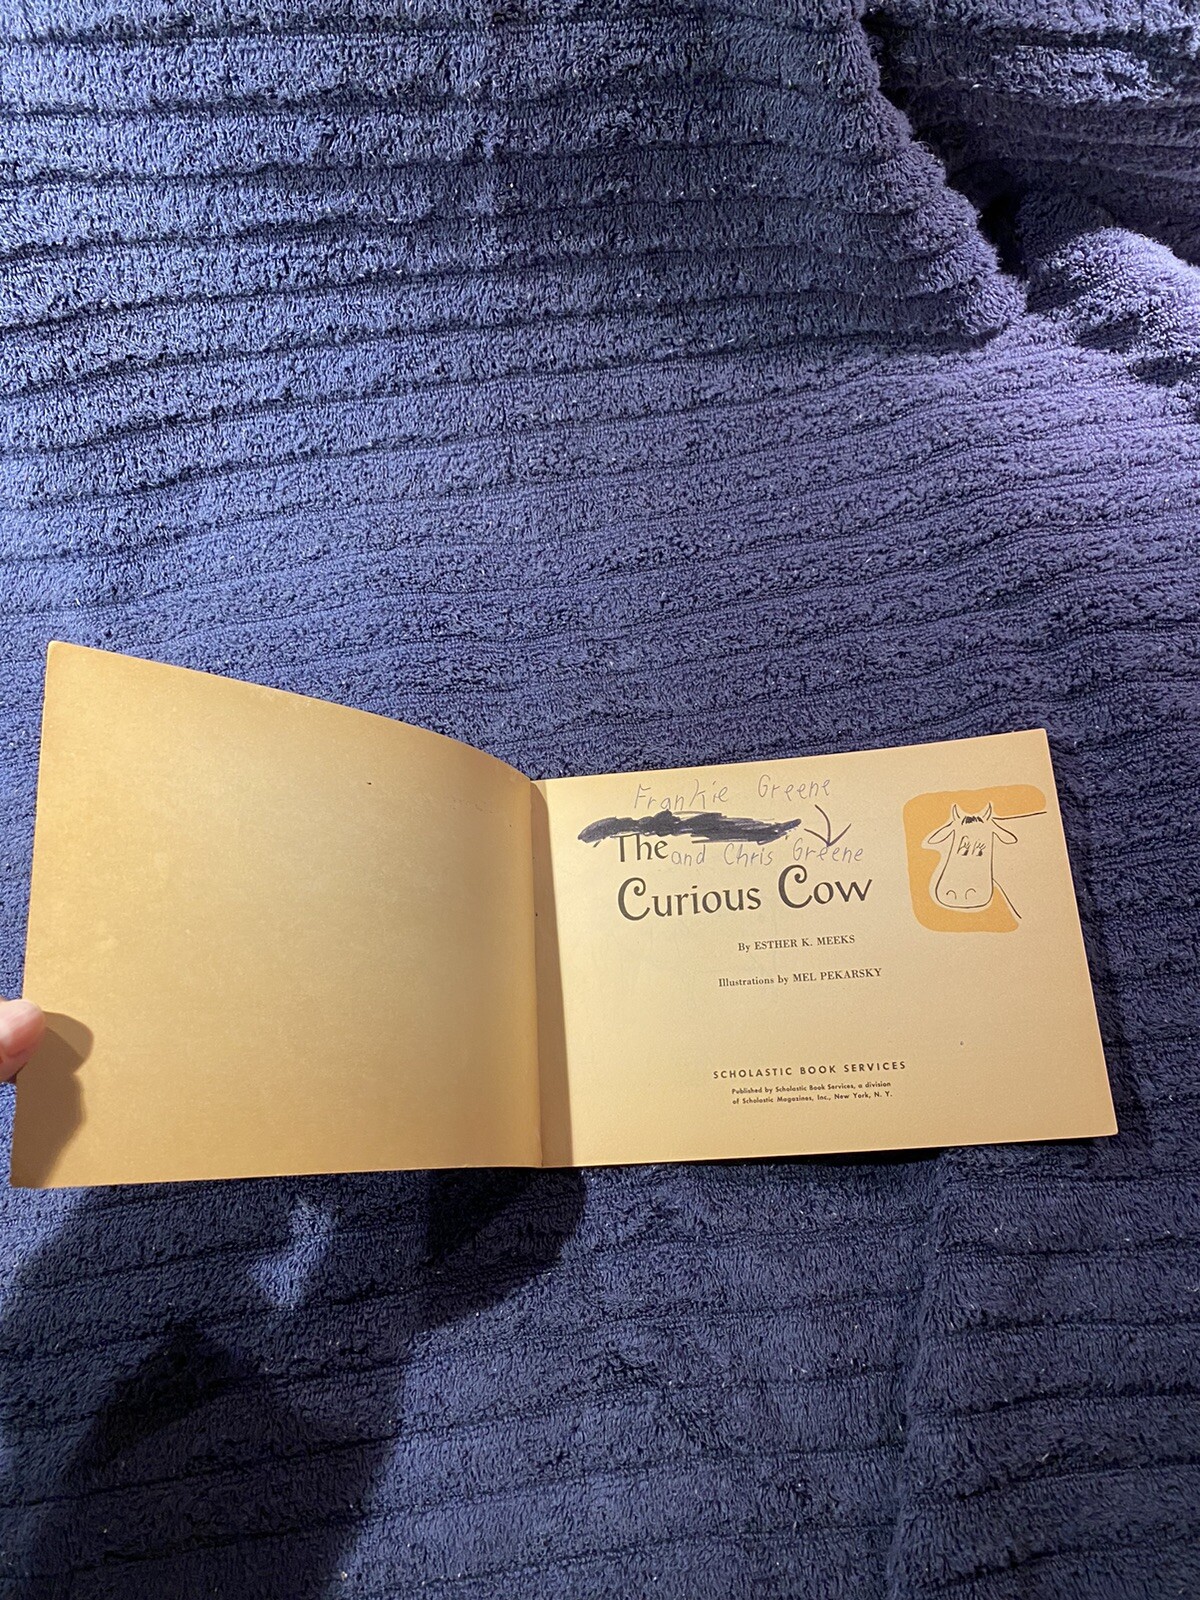 Frankie Greene
The and Chris Greene
Curious Cow
By ESTHER K. MEEKS
Illustrations by MEL PEKARSKY
SCHOLASTIC BOOK SERVICES
Published by Scholastic Book Services, a division
of Scholastic Magazines, Inc., New York, N. Y.